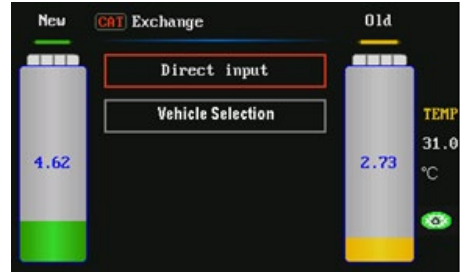 New
CAT Exchange
Old
Direct input
Vehicle Selection
TEMP
4.62
2.73
31.0
°C